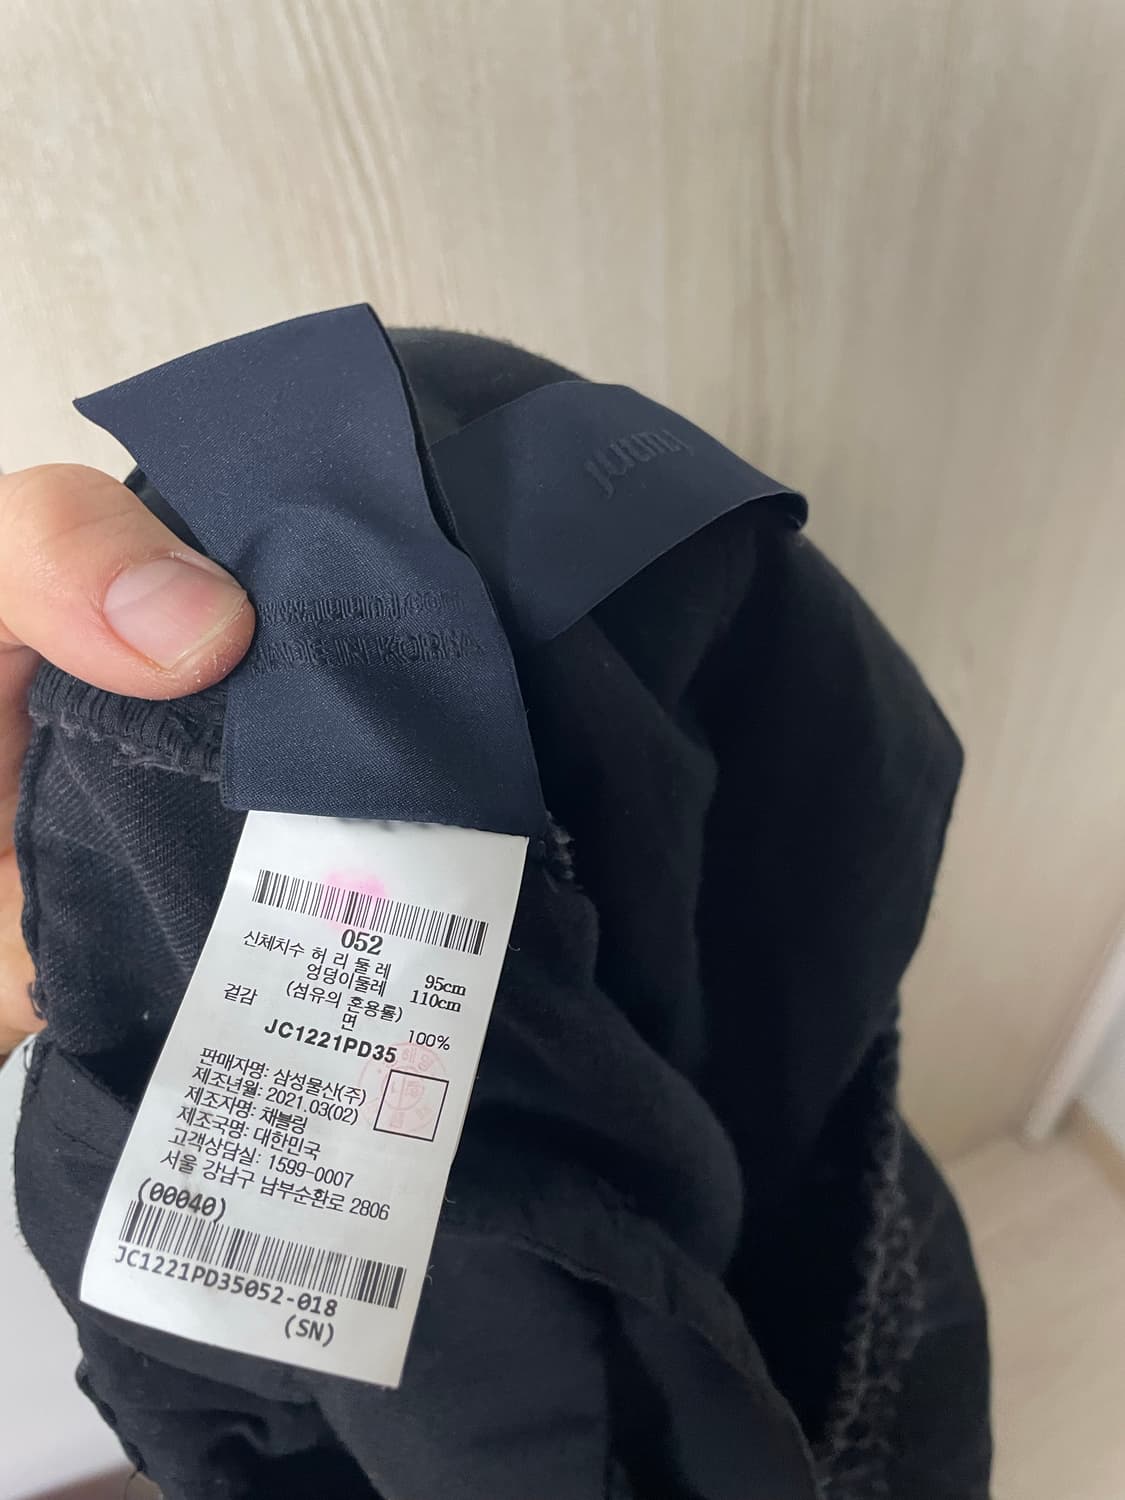 juun.j
www.juunj.com
MADE IN KOREA
052
신체치수 허리둘레 95cm
엉덩이둘레 110cm
(섬유의 혼용률)
겉감 면 100%
JC1221PD35
판매자명: 삼성물산(주)
제조년월: 2021.03(02)
제조자명: 채블링
제조국명: 대한민국
고객상담실: 1599-0007
서울 강남구 남부순환로 2806
(00040)
JC1221PD35052-018
(SN)